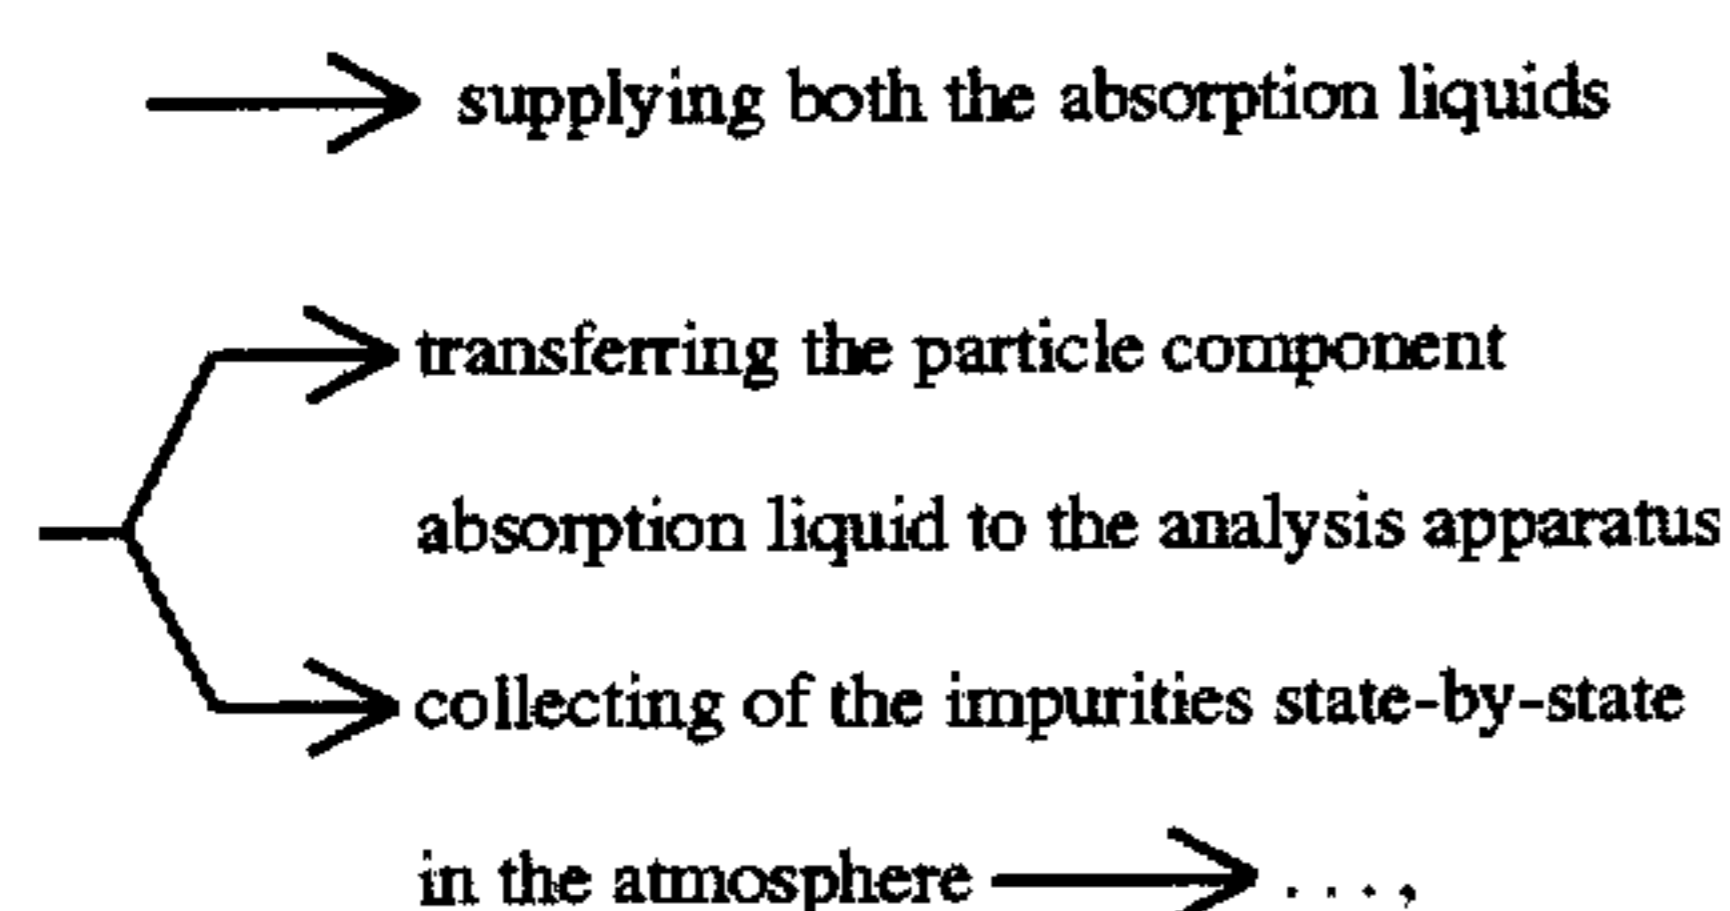 supplying both the absorption liquids
transferring the particle component
absorption liquid to the analysis apparatus
collecting of the impurities state-by-state
in the atmosphere → . . . ,